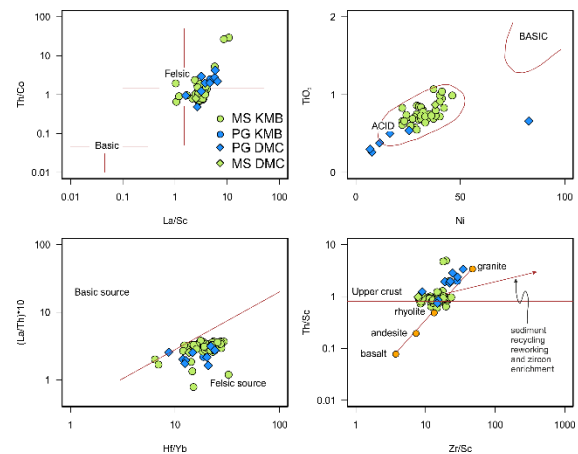 100
10
1
0.1
0.01
Th/Co
Felsic
Basic
MS KMB
PG KMB
PG DMC
MS DMC
0.01
0.1
1
10
100
La/Sc
2
1
0
TiO₂
BASIC
ACID
0
50
100
Ni
100
10
1
(La/Th)*10
Basic source
Felsic source
1
10
100
Hf/Yb
100
10
1
0.1
0.01
Th/Sc
granite
Upper crust
rhyolite
andesite
basalt
sediment
recycling
reworking
and zircon
enrichment
1
10
100
1000
Zr/Sc